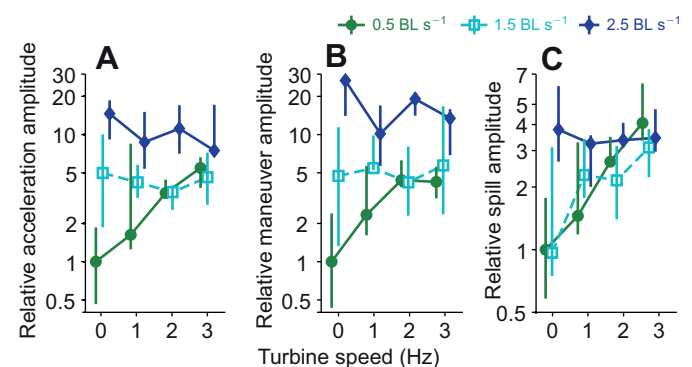 0.5 BL s⁻¹ 1.5 BL s⁻¹ 2.5 BL s⁻¹
A
Relative acceleration amplitude
30
20
10
5
2
1
0.5
0 1 2 3
B
Relative maneuver amplitude
30
20
10
5
2
1
0.5
0 1 2 3
C
Relative spill amplitude
7
5
4
3
2
1
0.5
0 1 2 3
Turbine speed (Hz)